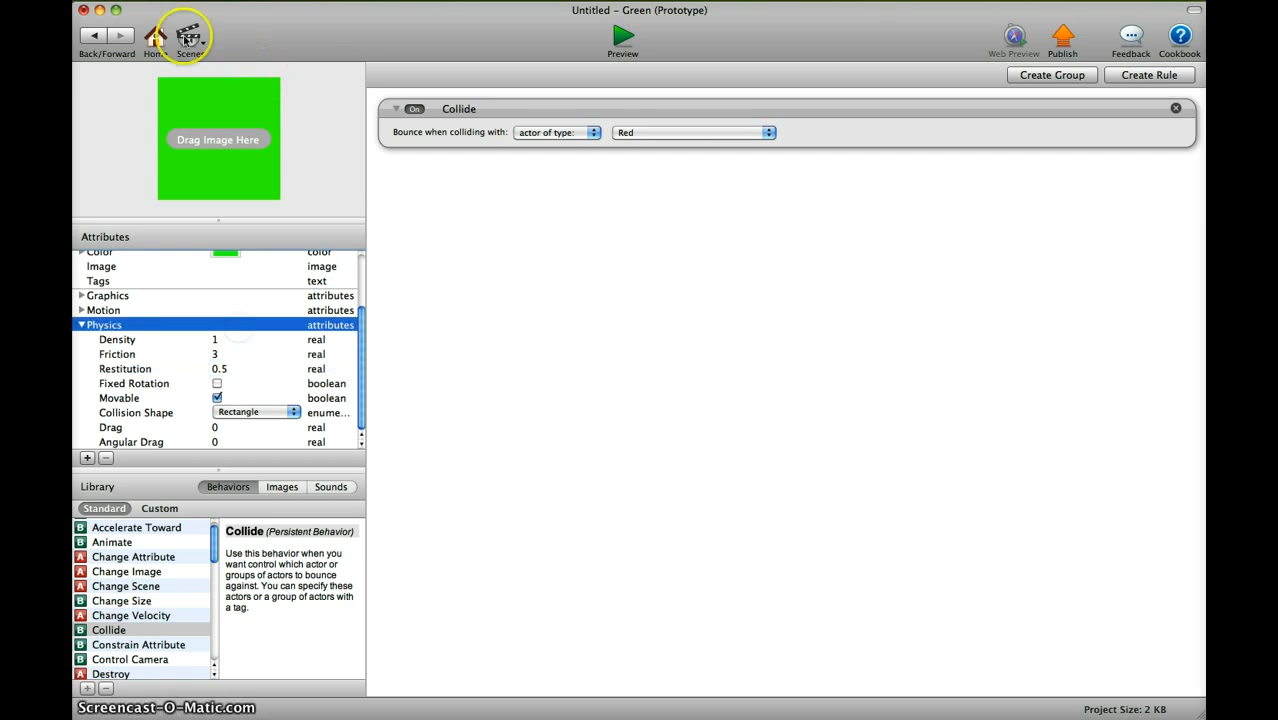 Untitled - Green (Prototype)
Back/Forward
Home
Scenes
Preview
Web Preview
Publish
Feedback
Cookbook
Create Group
Create Rule
Drag Image Here
On
Collide
Bounce when colliding with:
actor of type:
Red
Attributes
Color color
Image image
Tags text
Graphics attributes
Motion attributes
Physics attributes
Density 1 real
Friction 3 real
Restitution 0.5 real
Fixed Rotation boolean
Movable boolean
Collision Shape Rectangle enume...
Drag 0 real
Angular Drag 0 real
Library
Behaviors
Images
Sounds
Standard
Custom
B Accelerate Toward
B Animate
A Change Attribute
A Change Image
A Change Scene
B Change Size
A Change Velocity
B Collide
B Constrain Attribute
B Control Camera
A Destroy
Collide (Persistent Behavior)
Use this behavior when you
want control which actor or
groups of actors to bounce
against. You can specify these
actors or a group of actors with
a tag.
Screencast-O-Matic.com
Project Size: 2 KB